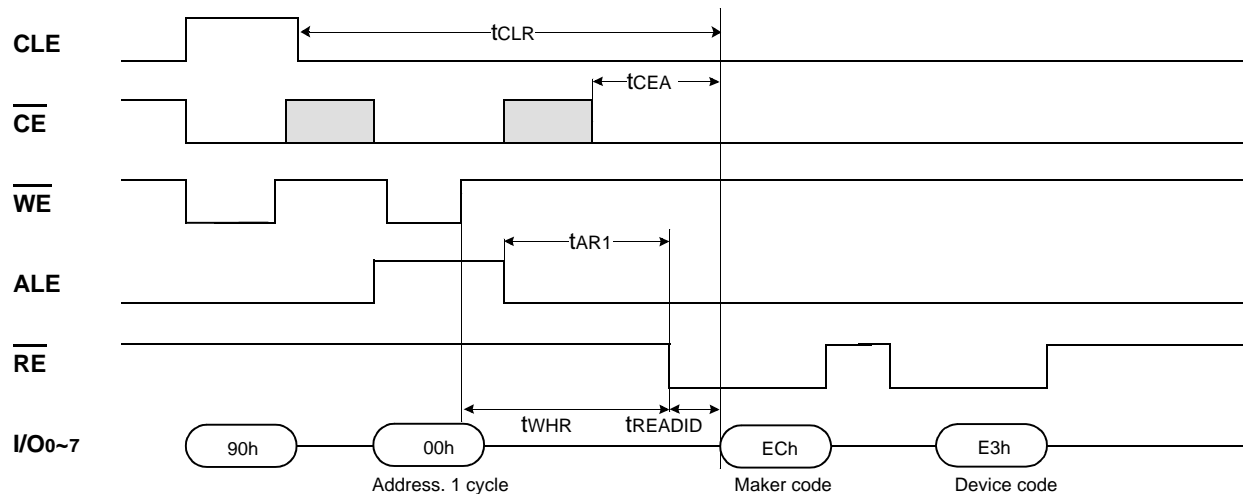 CLE
tCLR
tCEA
CE
WE
tAR1
ALE
RE
tWHR
tREADID
I/O0~7
90h
00h
ECh
E3h
Address. 1 cycle
Maker code
Device code